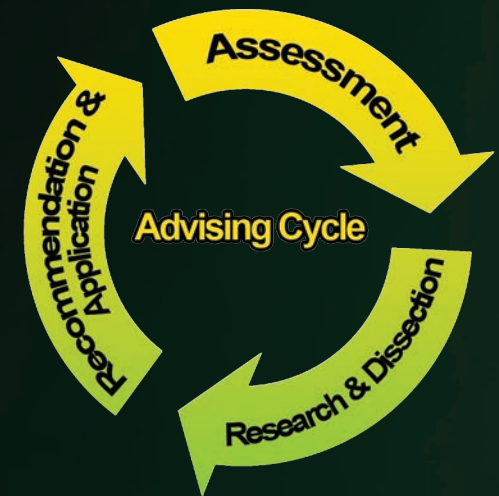 Assessment
Advising Cycle
Research & Dissection
Recommendation &
Application